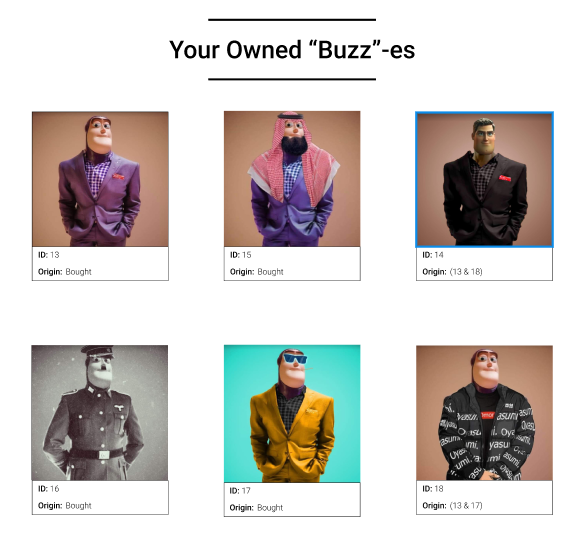 Your Owned “Buzz”-es
ID: 13
Origin: Bought
ID: 15
Origin: Bought
ID: 14
Origin: (13 & 18)
ID: 16
Origin: Bought
ID: 17
Origin: Bought
ID: 18
Origin: (13 & 17)